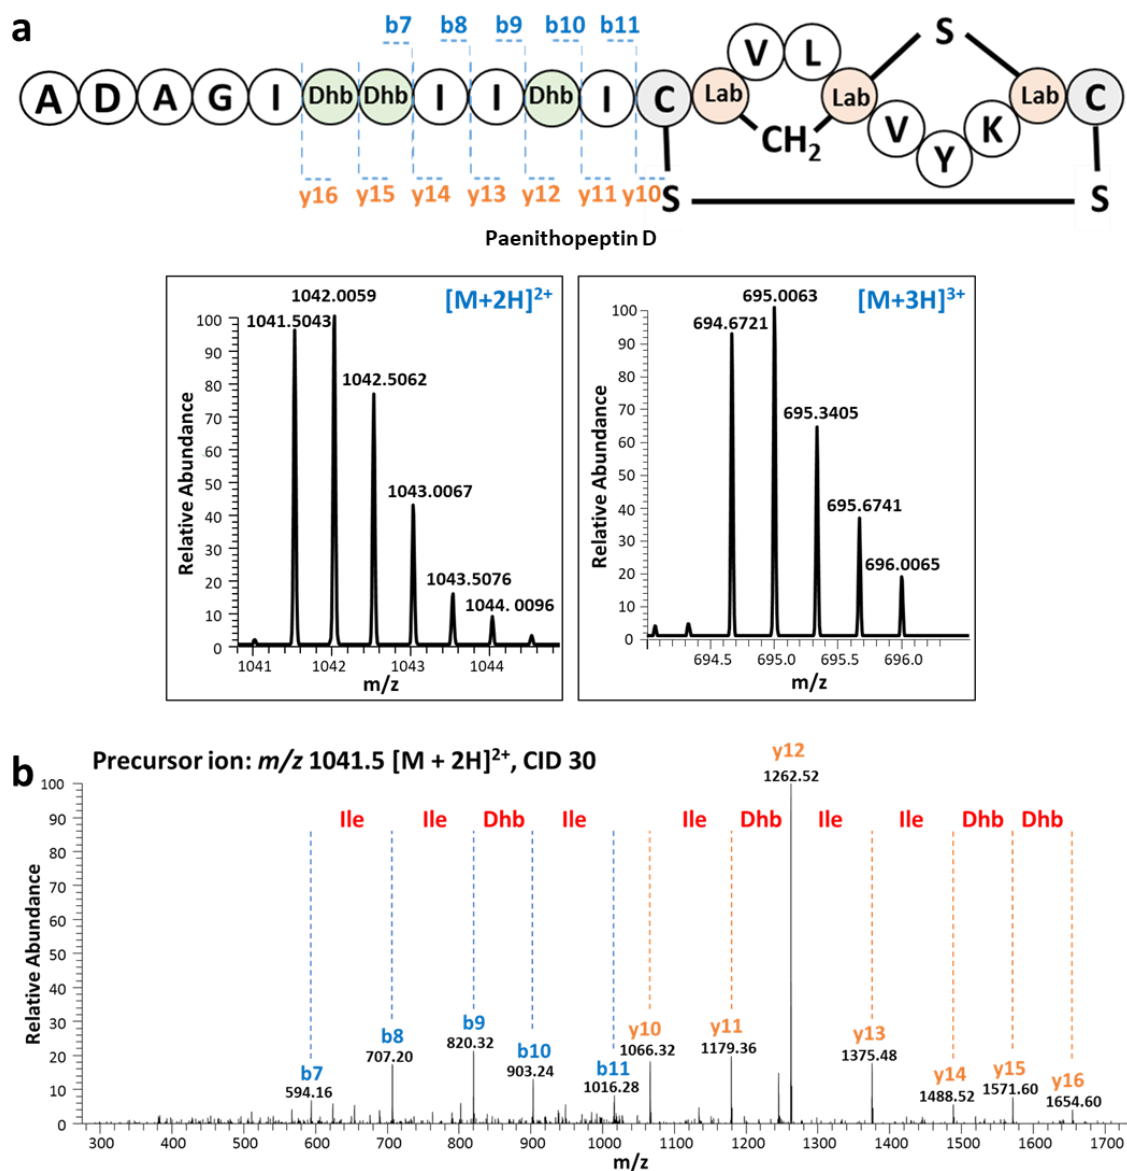 a
b7 b8 b9 b10 b11
V L S
A D A G I Dhb Dhb I I Dhb I C Lab Lab Lab C
CH2 V Y K
y16 y15 y14 y13 y12 y11 y10
S S
Paenithopeptin D
[M+2H]2+
1042.0059
1041.5043
1042.5062
1043.0067
1043.5076
1044. 0096
Relative Abundance
100
90
80
70
60
50
40
30
20
10
0
1041 1042 1043 1044
m/z
[M+3H]3+
695.0063
694.6721
695.3405
695.6741
696.0065
Relative Abundance
100
90
80
70
60
50
40
30
20
10
0
694.5 695.0 695.5 696.0
m/z
b
Precursor ion: m/z 1041.5 [M + 2H]2+, CID 30
y12
1262.52
Ile Ile Dhb Ile Ile Dhb Ile Ile Dhb Dhb
b7
594.16
b8
707.20
b9
820.32
b10
903.24
b11
1016.28
y10
1066.32
y11
1179.36
y13
1375.48
y14
1488.52
y15
1571.60
y16
1654.60
Relative Abundance
100
90
80
70
60
50
40
30
20
10
0
300 400 500 600 700 800 900 1000 1100 1200 1300 1400 1500 1600 1700
m/z